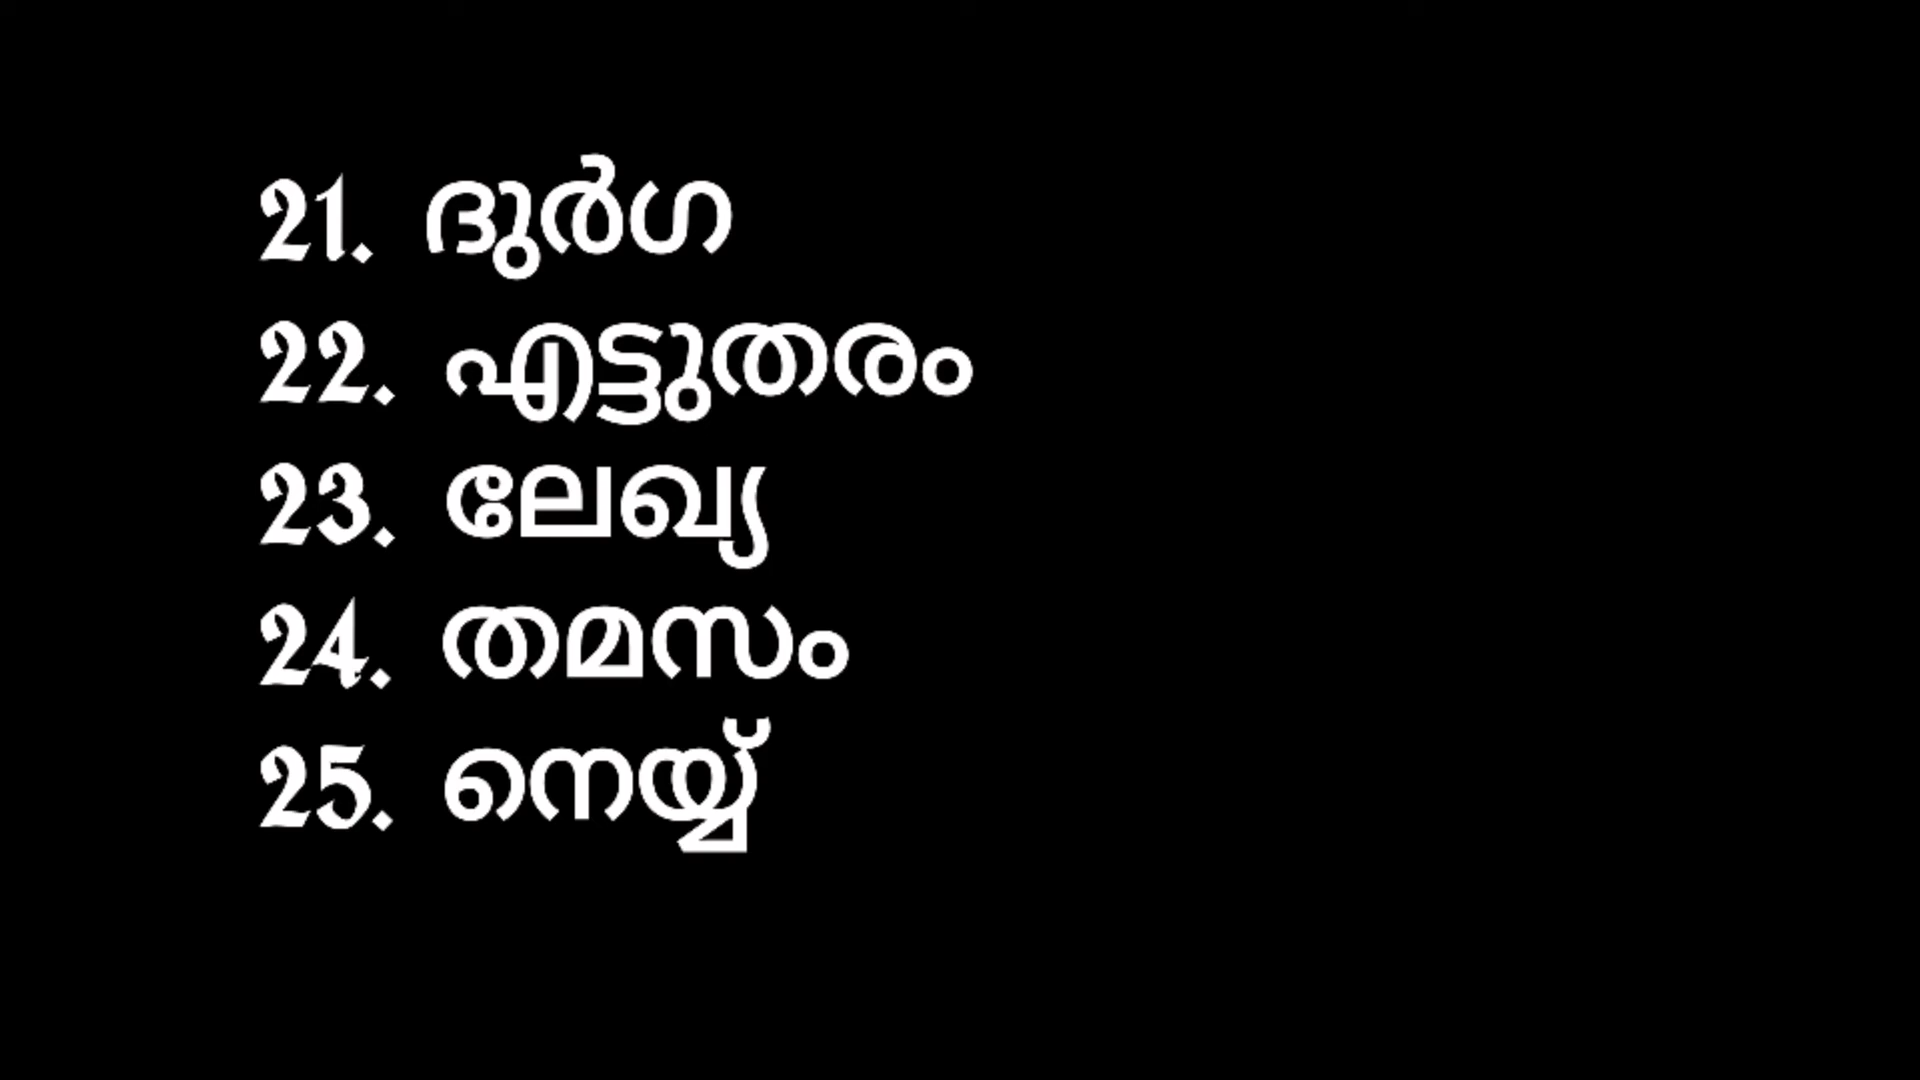 21. ദുർഗ
22. എട്ടുതരം
23. ലേഖ്യ
24. തമസം
25. നെയ്യ്